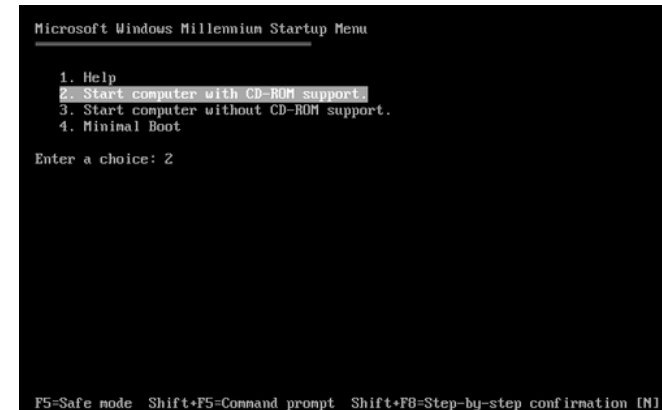 Microsoft Windows Millennium Startup Menu
1. Help
2. Start computer with CD-ROM support.
3. Start computer without CD-ROM support.
4. Minimal Boot
Enter a choice: 2
F5=Safe mode  Shift+F5=Command prompt  Shift+F8=Step-by-step confirmation [N]